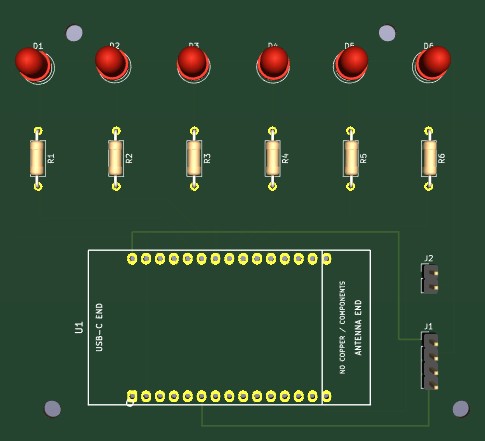 D1 D2 D3 D4 D5 D6
R1 R2 R3 R4 R5 R6
J2
J1
U1
USB-C END
NO COPPER / COMPONENTS
ANTENNA END